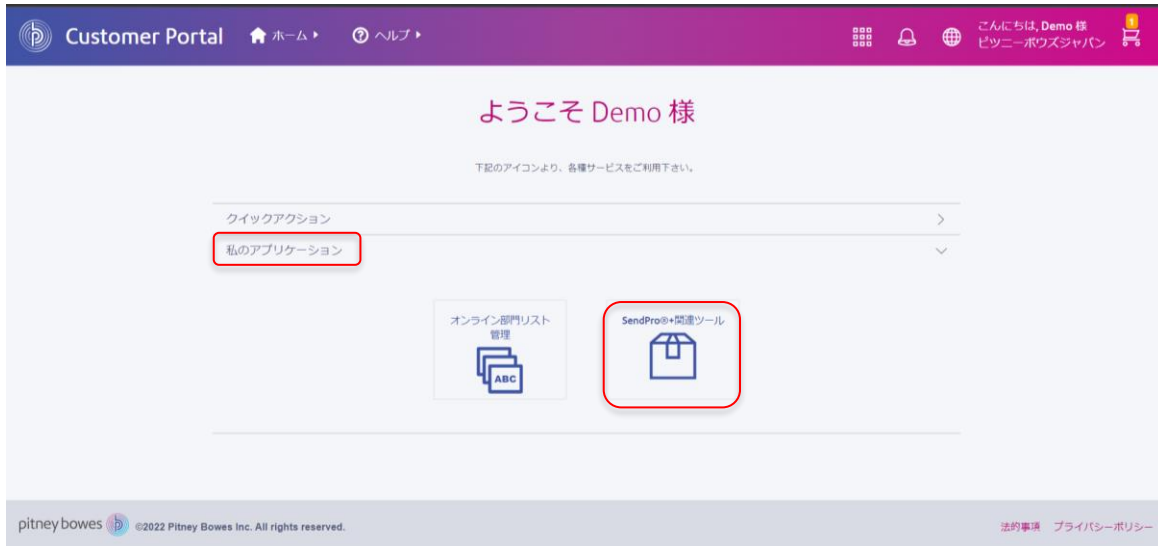 Customer Portal ホーム ヘルプ こんにちは, Demo 様 1
ピツニーボウズジャパン
ようこそ Demo 様
下記のアイコンより、各種サービスをご利用下さい。
クイックアクション
私のアプリケーション
オンライン部門リスト
管理
ABC
SendPro®+関連ツール
pitney bowes ©2022 Pitney Bowes Inc. All rights reserved. 法的事項 プライバシーポリシー